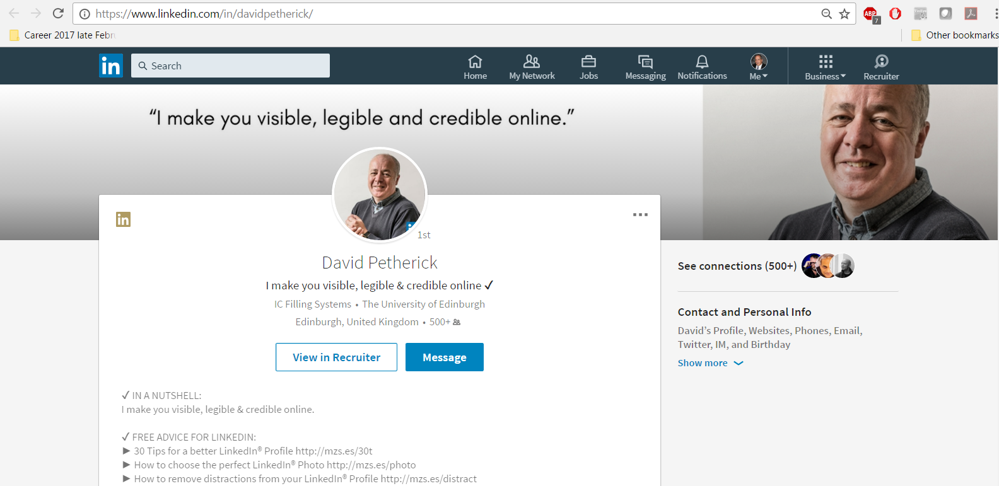 https://www.linkedin.com/in/davidpetherick/
ABP
7
Career 2017 late Febru
Other bookmarks
in
Search
Home
My Network
Jobs
Messaging
Notifications
Me
Business
Recruiter
“I make you visible, legible and credible online.”
in
1st
David Petherick
I make you visible, legible & credible online ✓
IC Filling Systems • The University of Edinburgh
Edinburgh, United Kingdom • 500+
View in Recruiter
Message
✓ IN A NUTSHELL:
I make you visible, legible & credible online.
✓ FREE ADVICE FOR LINKEDIN:
► 30 Tips for a better LinkedIn® Profile http://mzs.es/30t
► How to choose the perfect LinkedIn® Photo http://mzs.es/photo
► How to remove distractions from your LinkedIn® Profile http://mzs.es/distract
See connections (500+)
Contact and Personal Info
David’s Profile, Websites, Phones, Email,
Twitter, IM, and Birthday
Show more